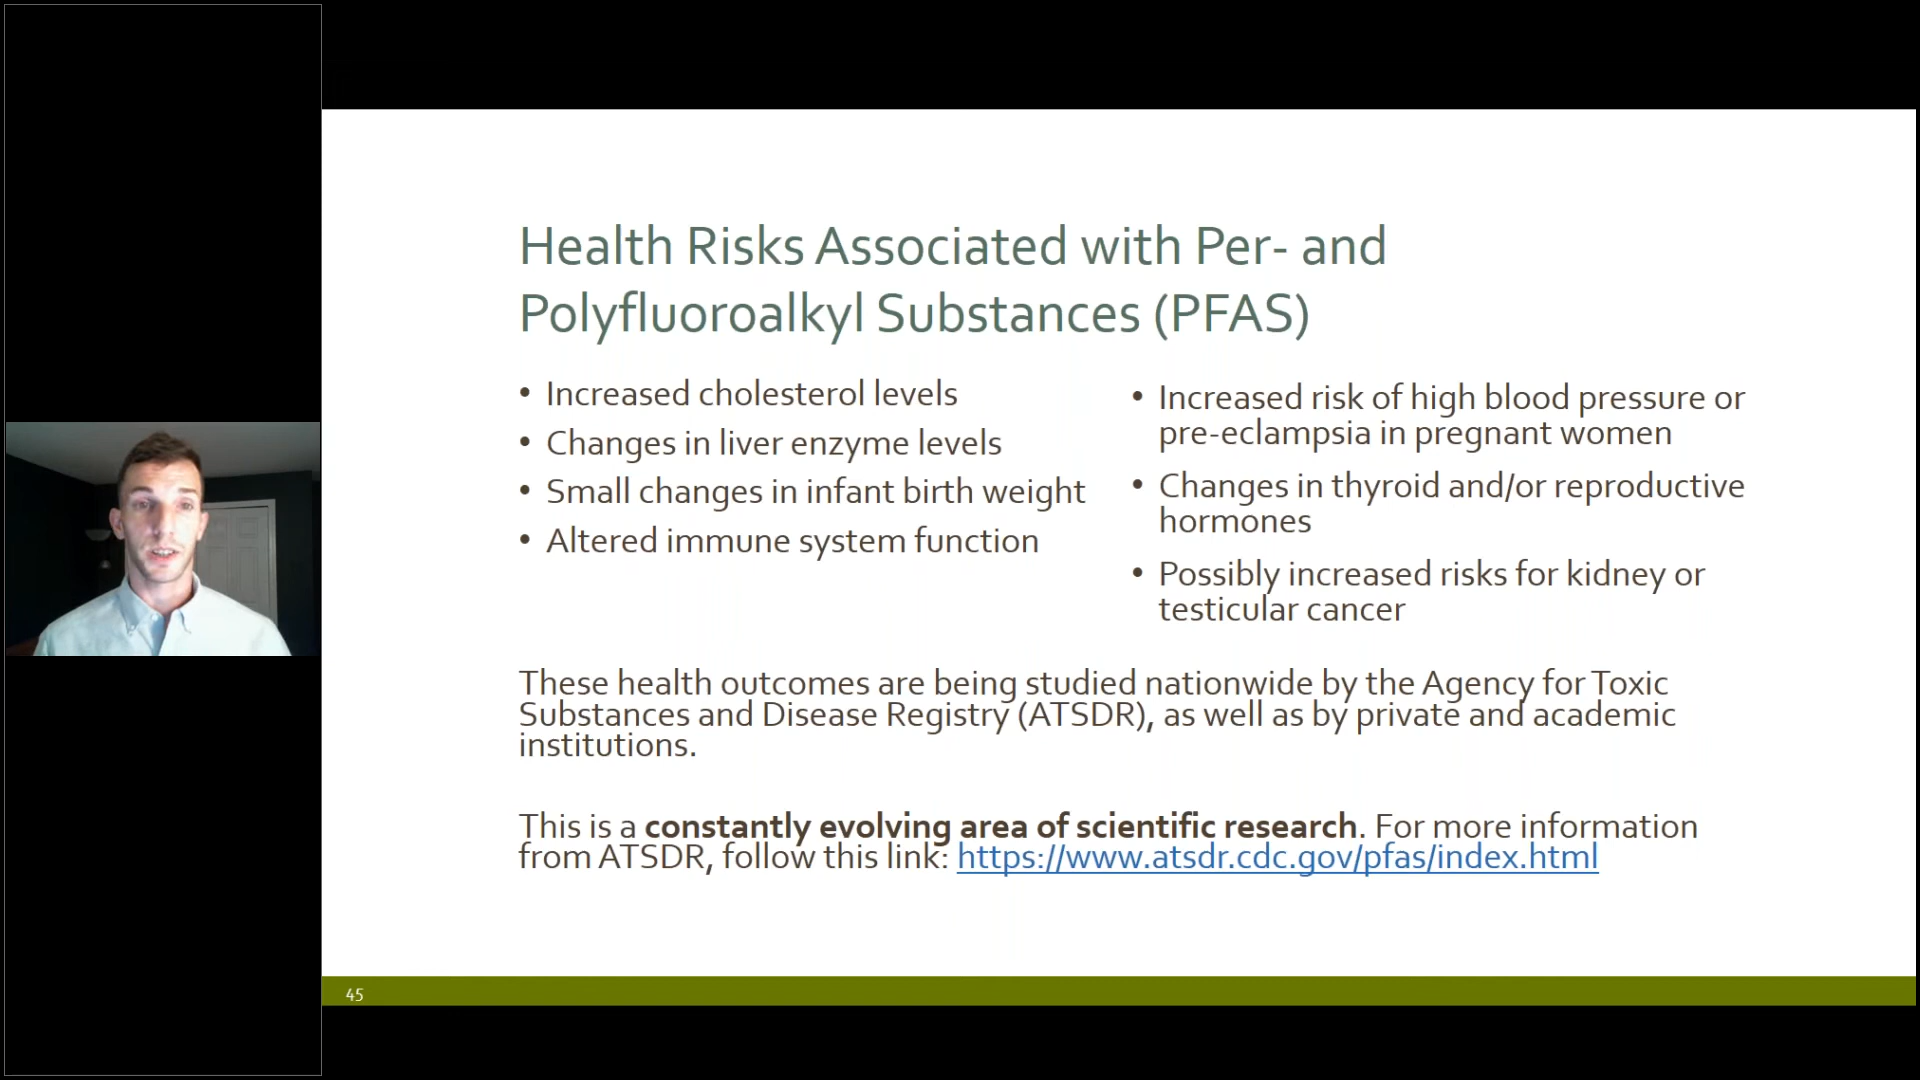 Health Risks Associated with Per- and
Polyfluoroalkyl Substances (PFAS)
• Increased cholesterol levels
• Changes in liver enzyme levels
• Small changes in infant birth weight
• Altered immune system function
• Increased risk of high blood pressure or
pre-eclampsia in pregnant women
• Changes in thyroid and/or reproductive
hormones
• Possibly increased risks for kidney or
testicular cancer
These health outcomes are being studied nationwide by the Agency for Toxic
Substances and Disease Registry (ATSDR), as well as by private and academic
institutions.
This is a constantly evolving area of scientific research. For more information
from ATSDR, follow this link: https://www.atsdr.cdc.gov/pfas/index.html
45